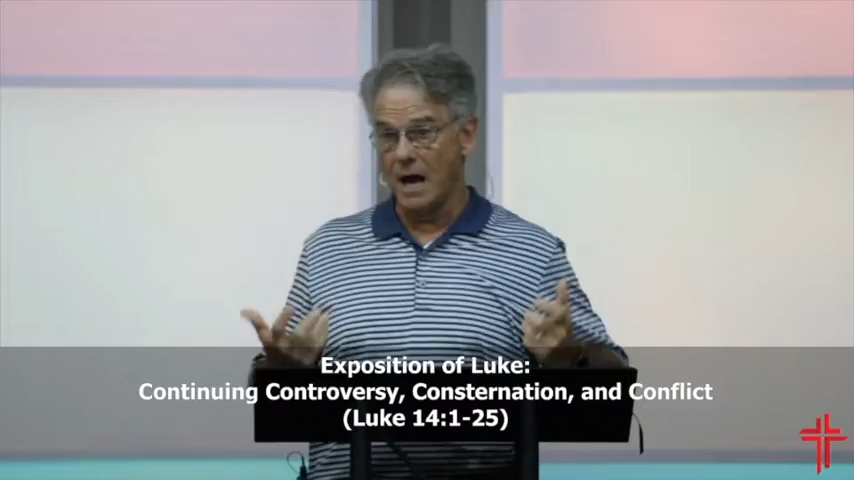 Exposition of Luke:
Continuing Controversy, Consternation, and Conflict
(Luke 14:1-25)